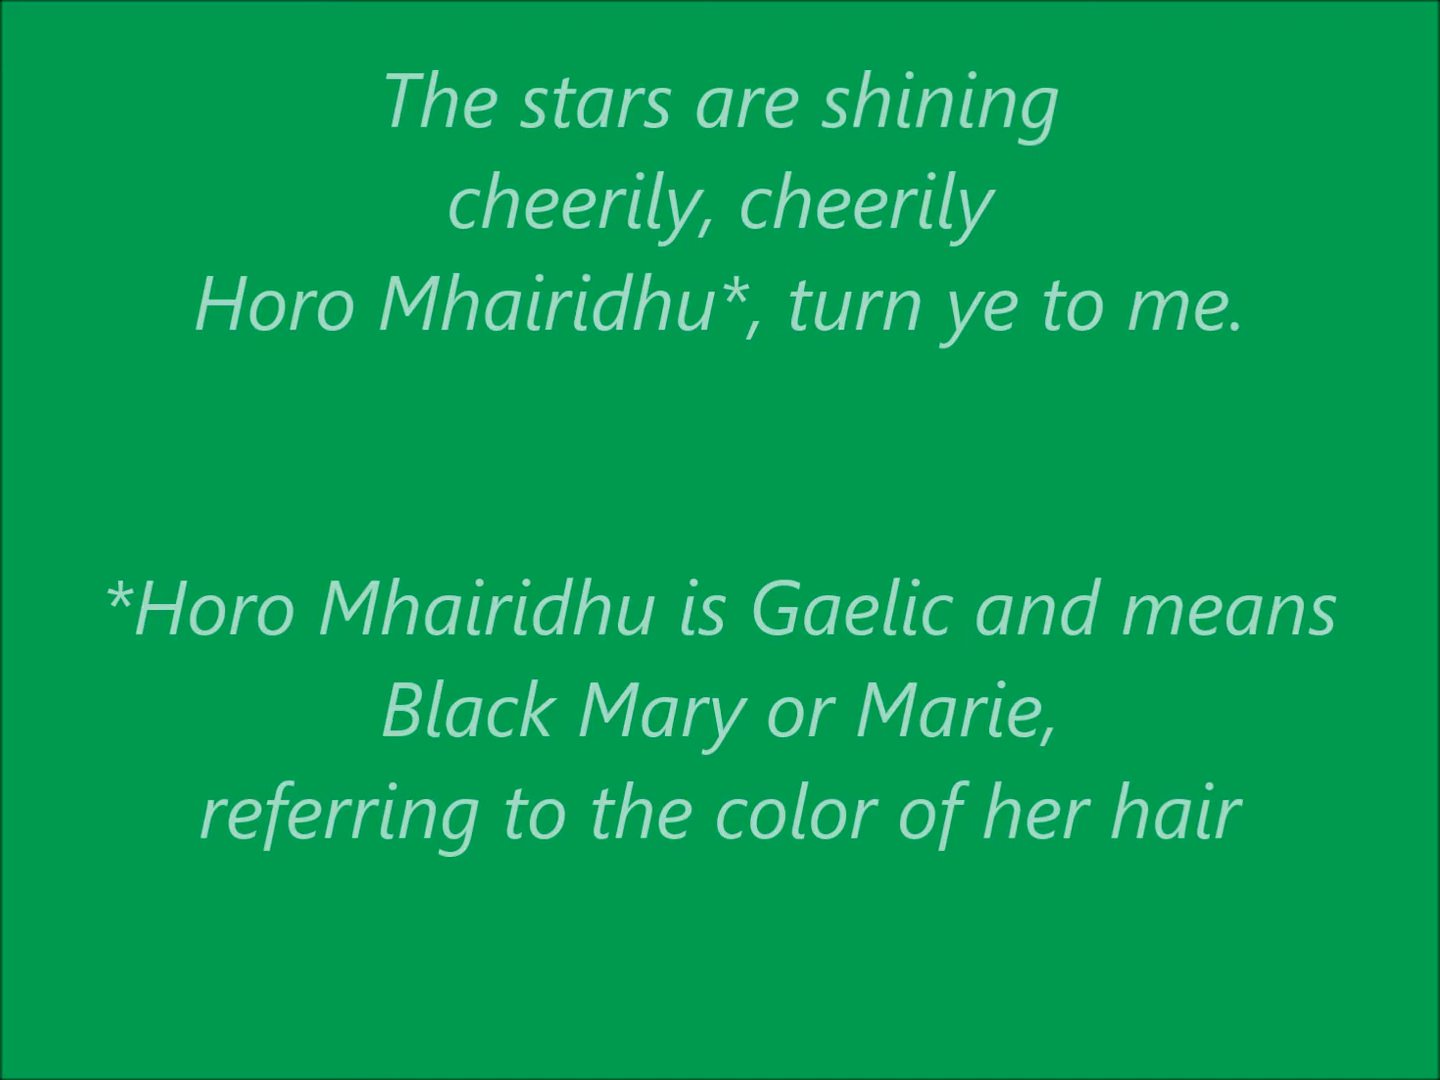 The stars are shining
cheerily, cheerily
Horo Mhairidhu*, turn ye to me.
*Horo Mhairidhu is Gaelic and means
Black Mary or Marie,
referring to the color of her hair